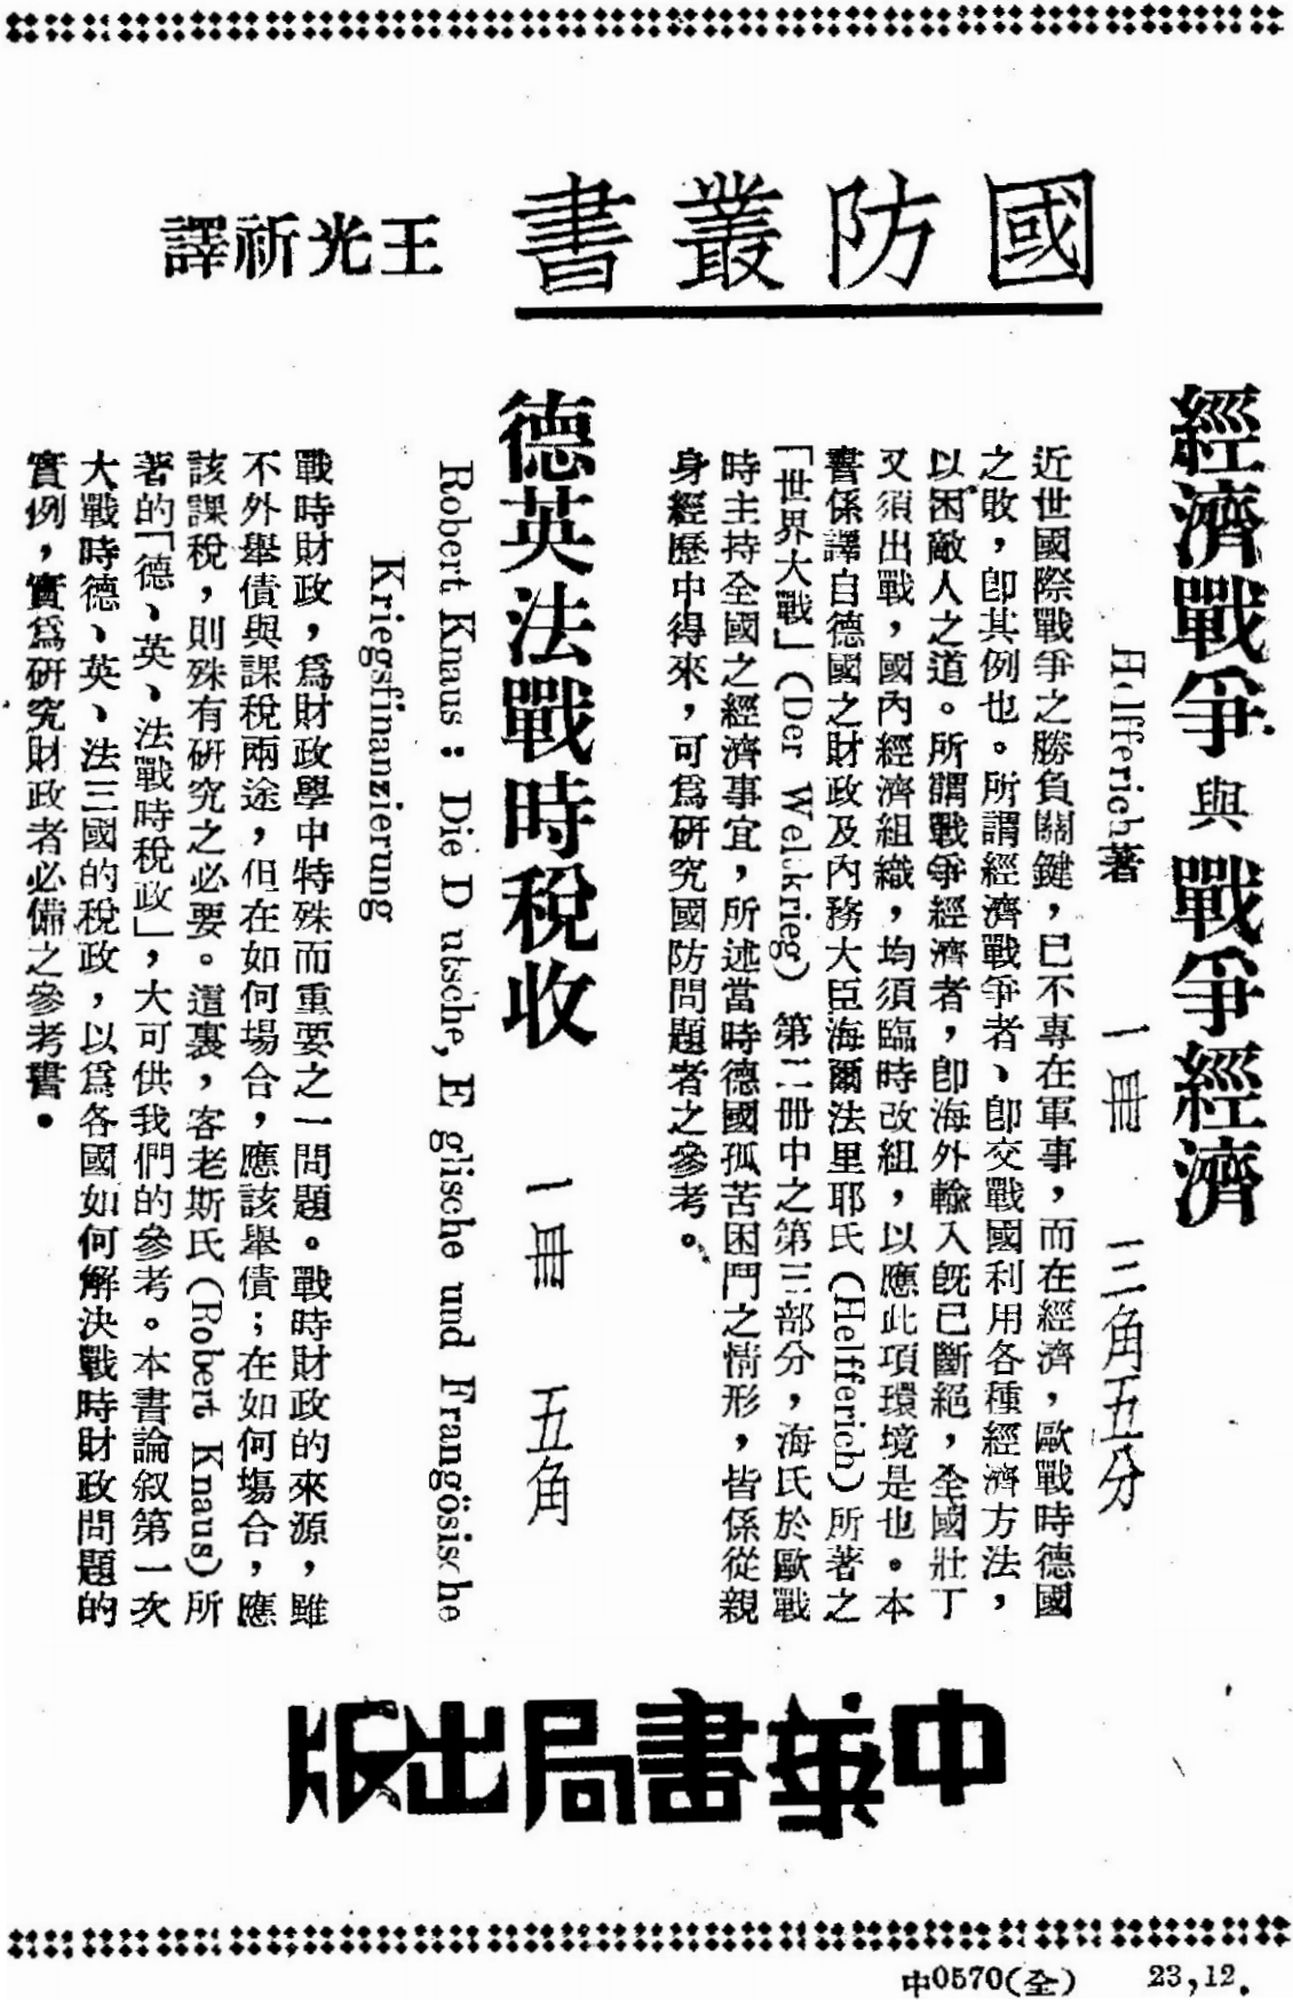 國防叢書
王光祈譯
經濟戰爭與戰爭經濟
Helfferich著 一冊 三角五分
近世國際戰爭之勝負關鍵，已不專在軍事，而在經濟，歐戰時德國
之敗，卽其例也。所謂經濟戰爭者、卽交戰國利用各種經濟方法，
以困敵人之道。所謂戰爭經濟者，卽海外輸入旣已斷絕，全國壯丁
又須出戰，國內經濟組織，均須臨時改組，以應此項環境是也。本
書係譯自德國之財政及內務大臣海爾法里耶氏（Helfferich）所著之
「世界大戰」（Der Weltkrieg）第二冊中之第三部分，海氏於歐戰
時主持全國之經濟事宜，所述當時德國孤苦困鬥之情形，皆係從親
身經歷中得來，可爲研究國防問題者之參考。
德英法戰時稅收 一冊 五角
Robert Knaus: Die D utsche, E glische und Frangösische
Kriegsfinanzierung
戰時財政，爲財政學中特殊而重要之一問題。戰時財政的來源，雖
不外舉債與課稅兩途，但在如何場合，應該舉債；在如何塲合，應
該課稅，則殊有研究之必要。這裏，客老斯氏（Robert Knaus）所
著的「德、英、法戰時稅政」，大可供我們的參考。本書論叙第一次
大戰時德、英、法三國的稅政，以爲各國如何解決戰時財政問題的
實例，實爲研究財政者必備之參考書。
中華書局出版
中0570(全) 23,12.